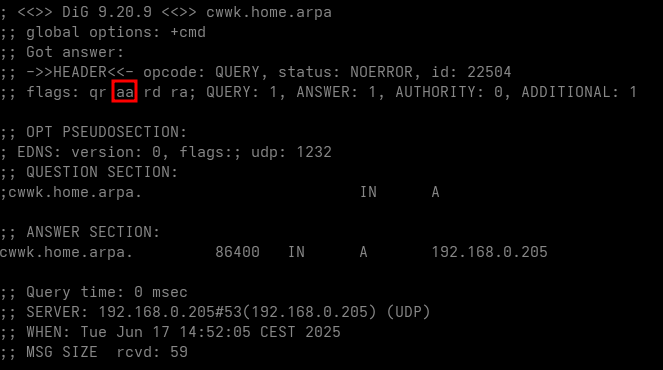 ; <<>> DiG 9.20.9 <<>> cwwk.home.arpa
;; global options: +cmd
;; Got answer:
;; ->>HEADER<<- opcode: QUERY, status: NOERROR, id: 22504
;; flags: qr aa rd ra; QUERY: 1, ANSWER: 1, AUTHORITY: 0, ADDITIONAL: 1

;; OPT PSEUDOSECTION:
; EDNS: version: 0, flags:; udp: 1232
;; QUESTION SECTION:
;cwwk.home.arpa.			IN	A

;; ANSWER SECTION:
cwwk.home.arpa.		86400	IN	A	192.168.0.205

;; Query time: 0 msec
;; SERVER: 192.168.0.205#53(192.168.0.205) (UDP)
;; WHEN: Tue Jun 17 14:52:05 CEST 2025
;; MSG SIZE  rcvd: 59